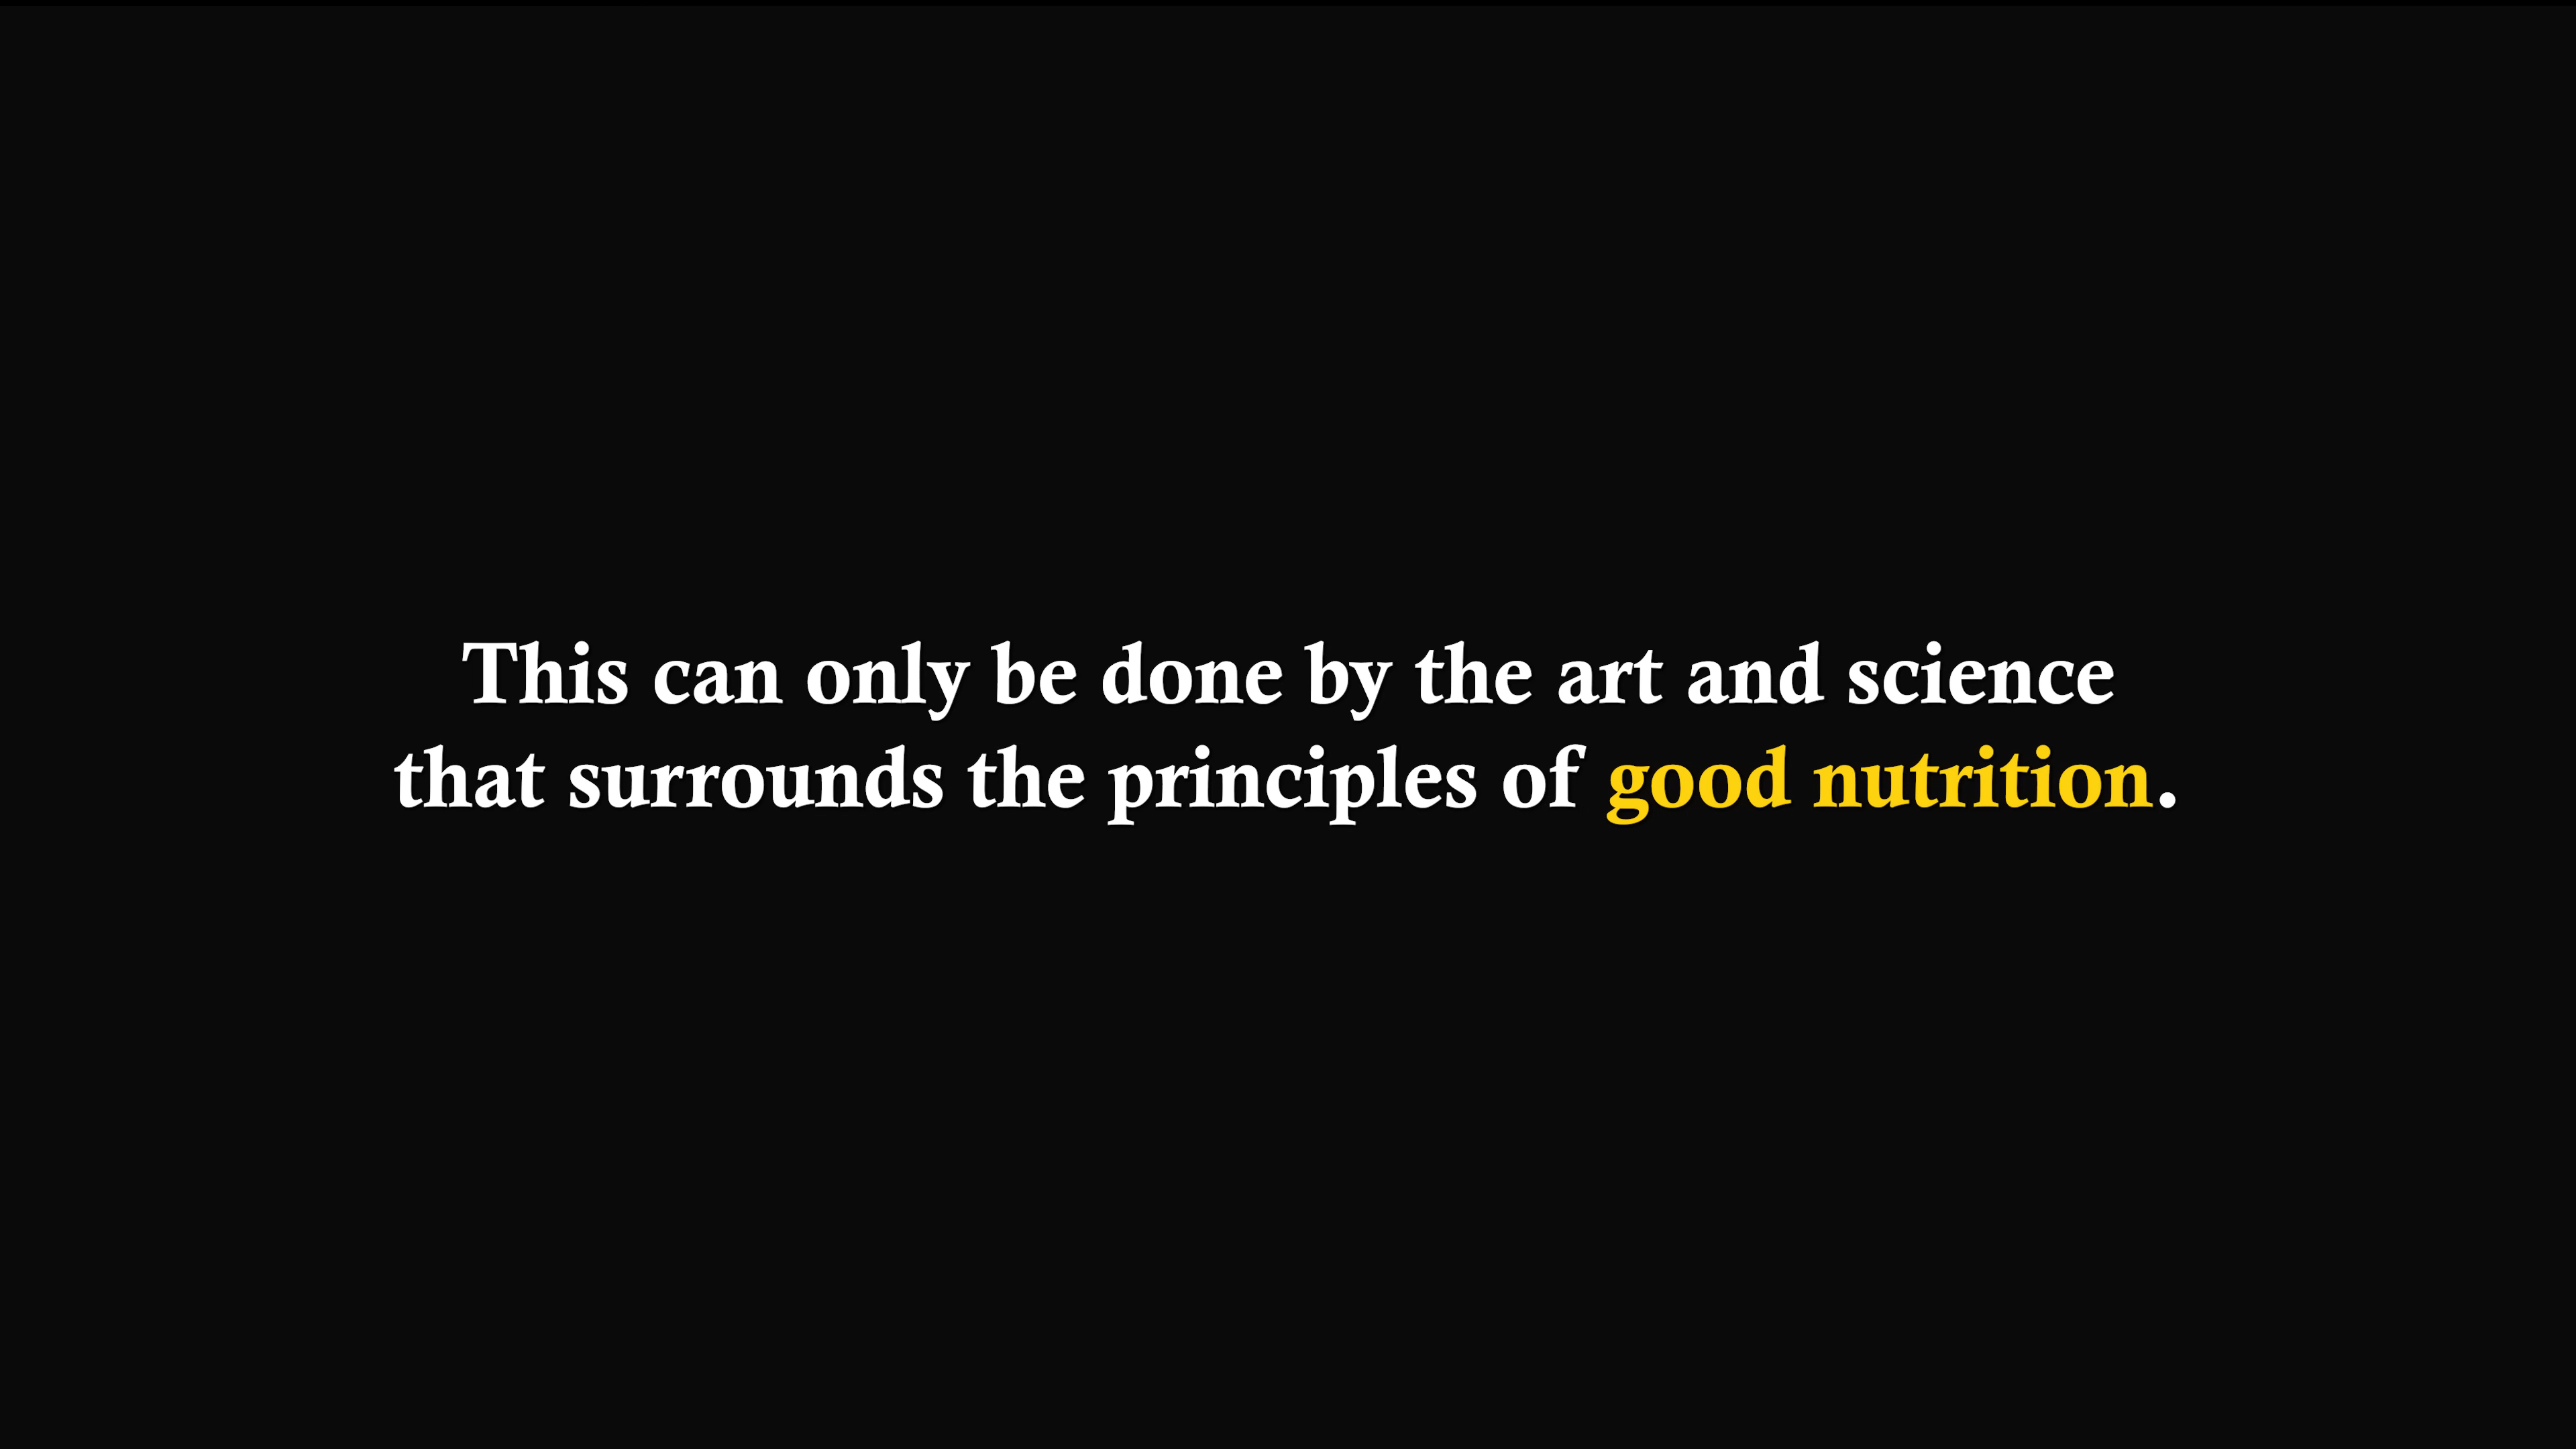 This can only be done by the art and science
that surrounds the principles of good nutrition.